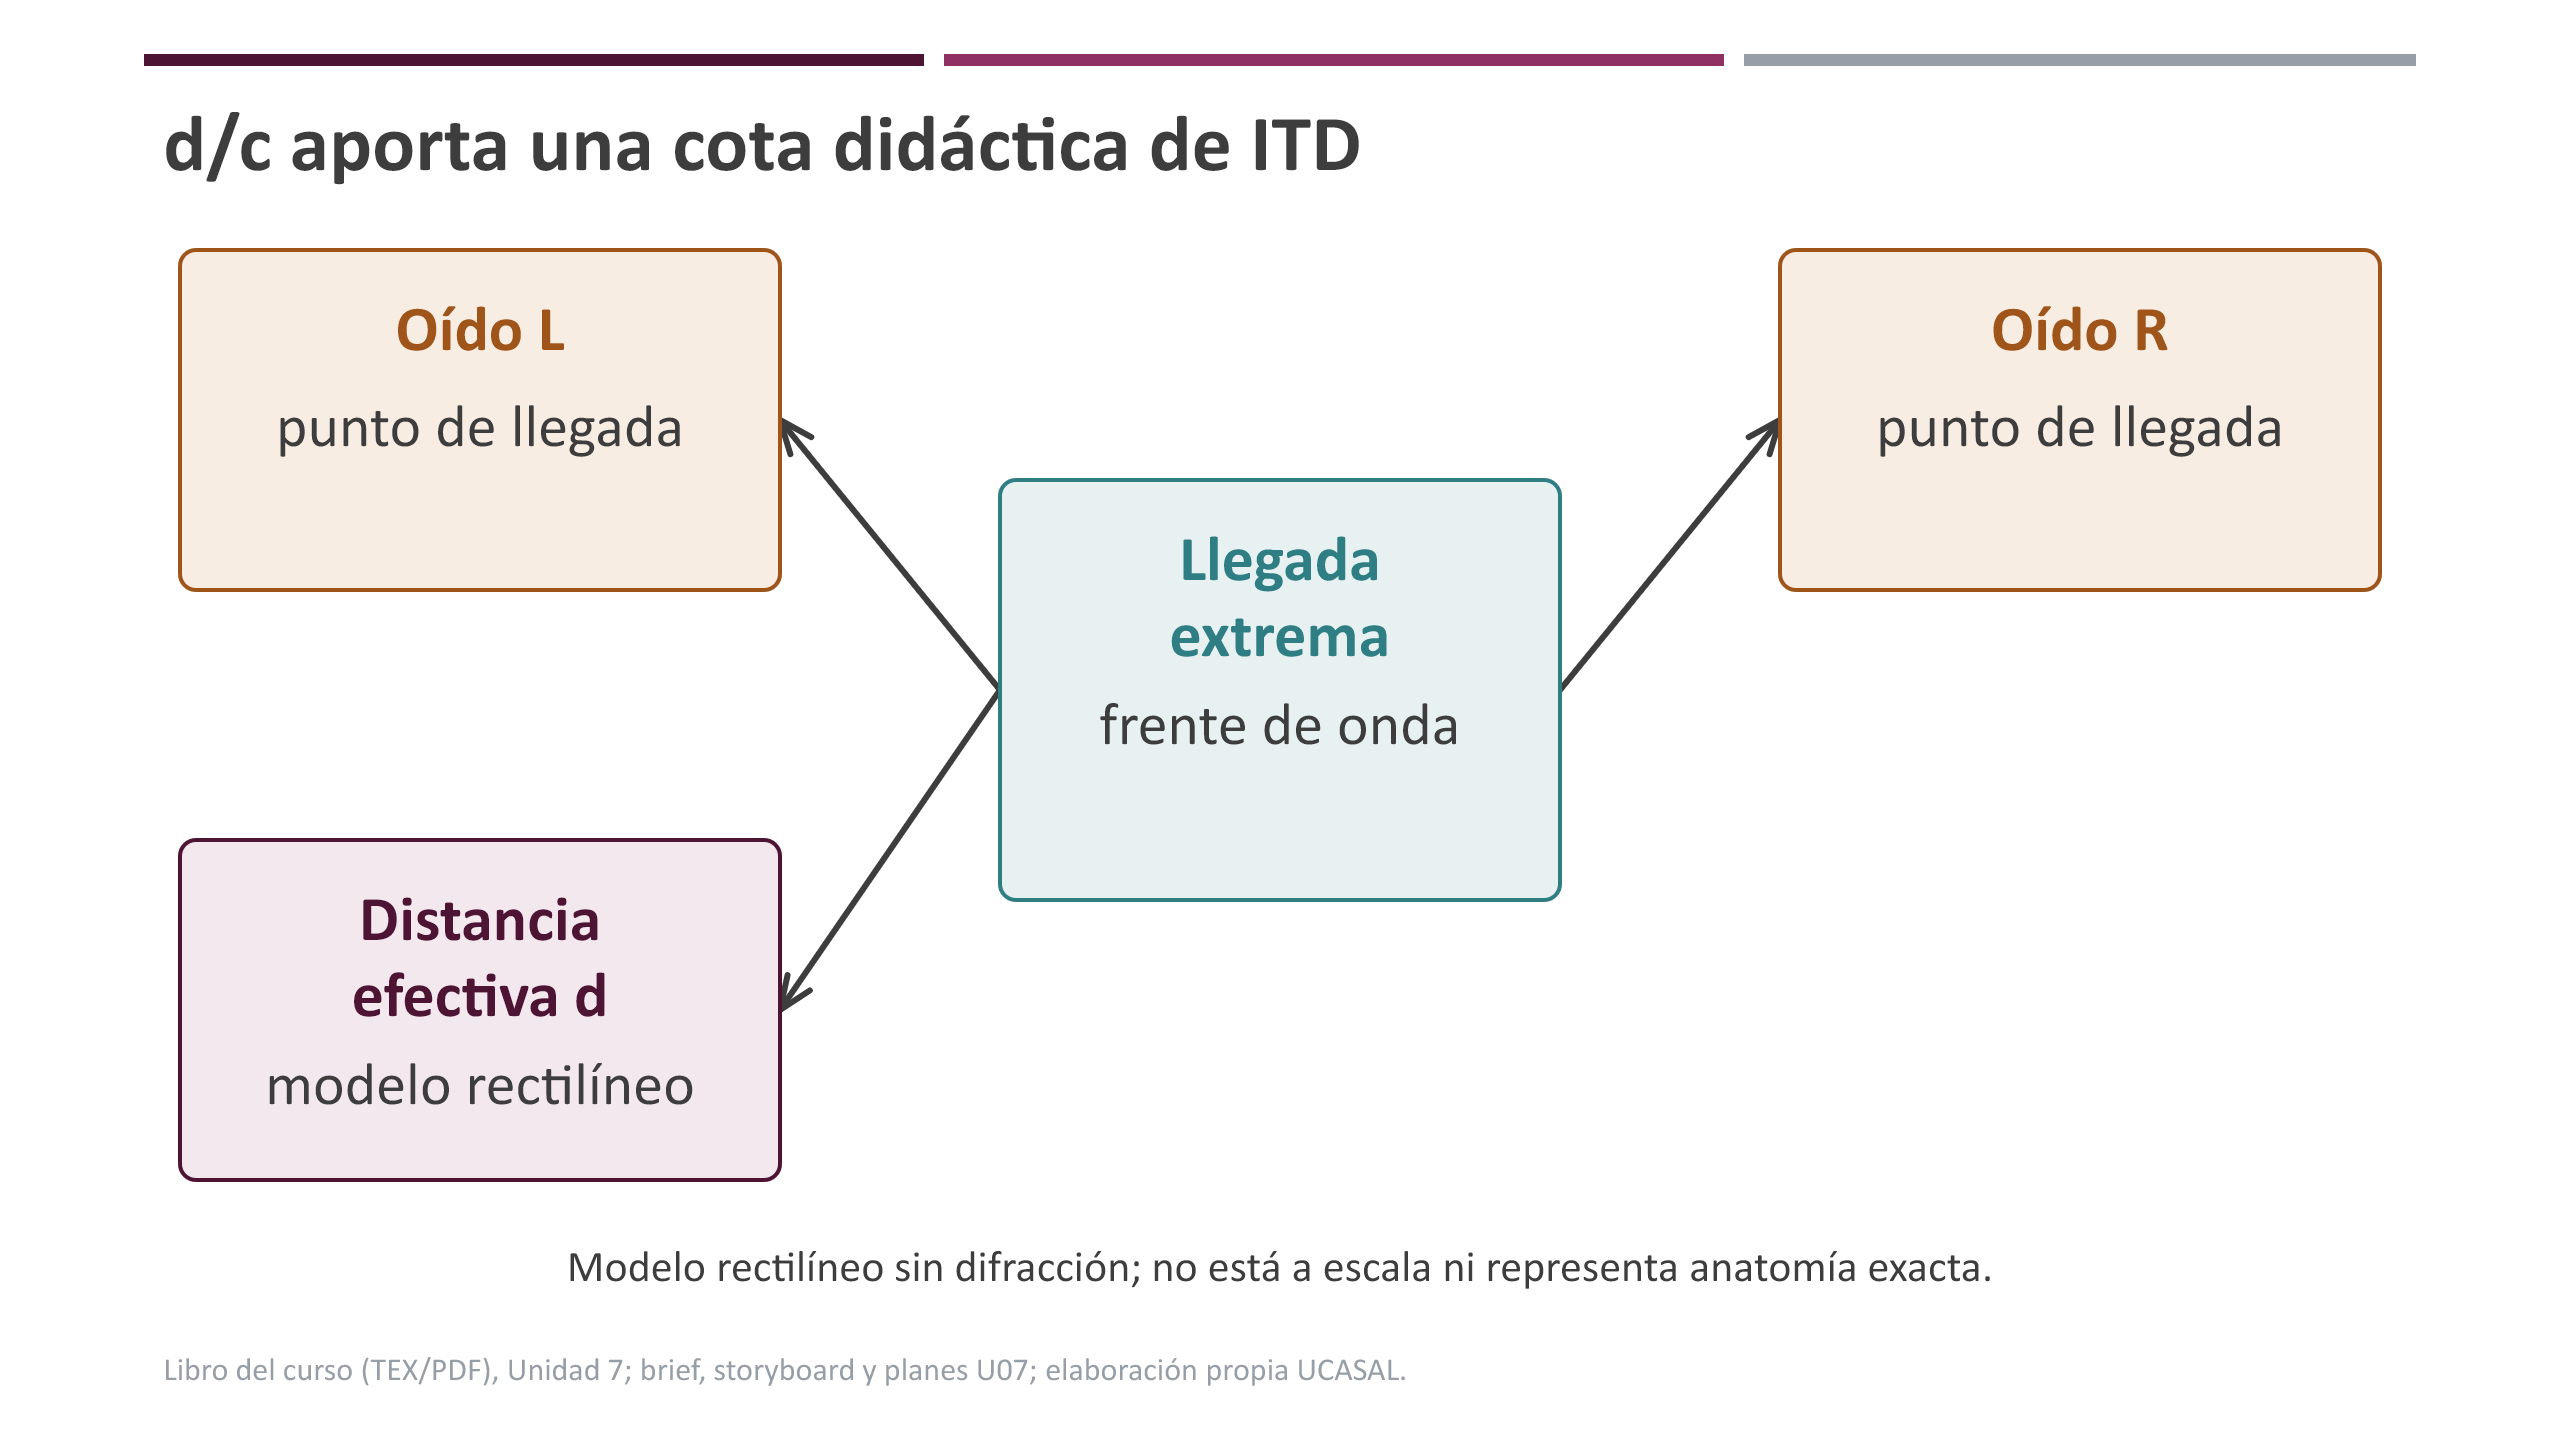 d/c aporta una cota didáctica de ITD
Oído L
punto de llegada
Oído R
punto de llegada
Llegada
extrema
frente de onda
Distancia
efectiva d
modelo rectilíneo
Modelo rectilíneo sin difracción; no está a escala ni representa anatomía exacta.
Libro del curso (TEX/PDF), Unidad 7; brief, storyboard y planes U07; elaboración propia UCASAL.